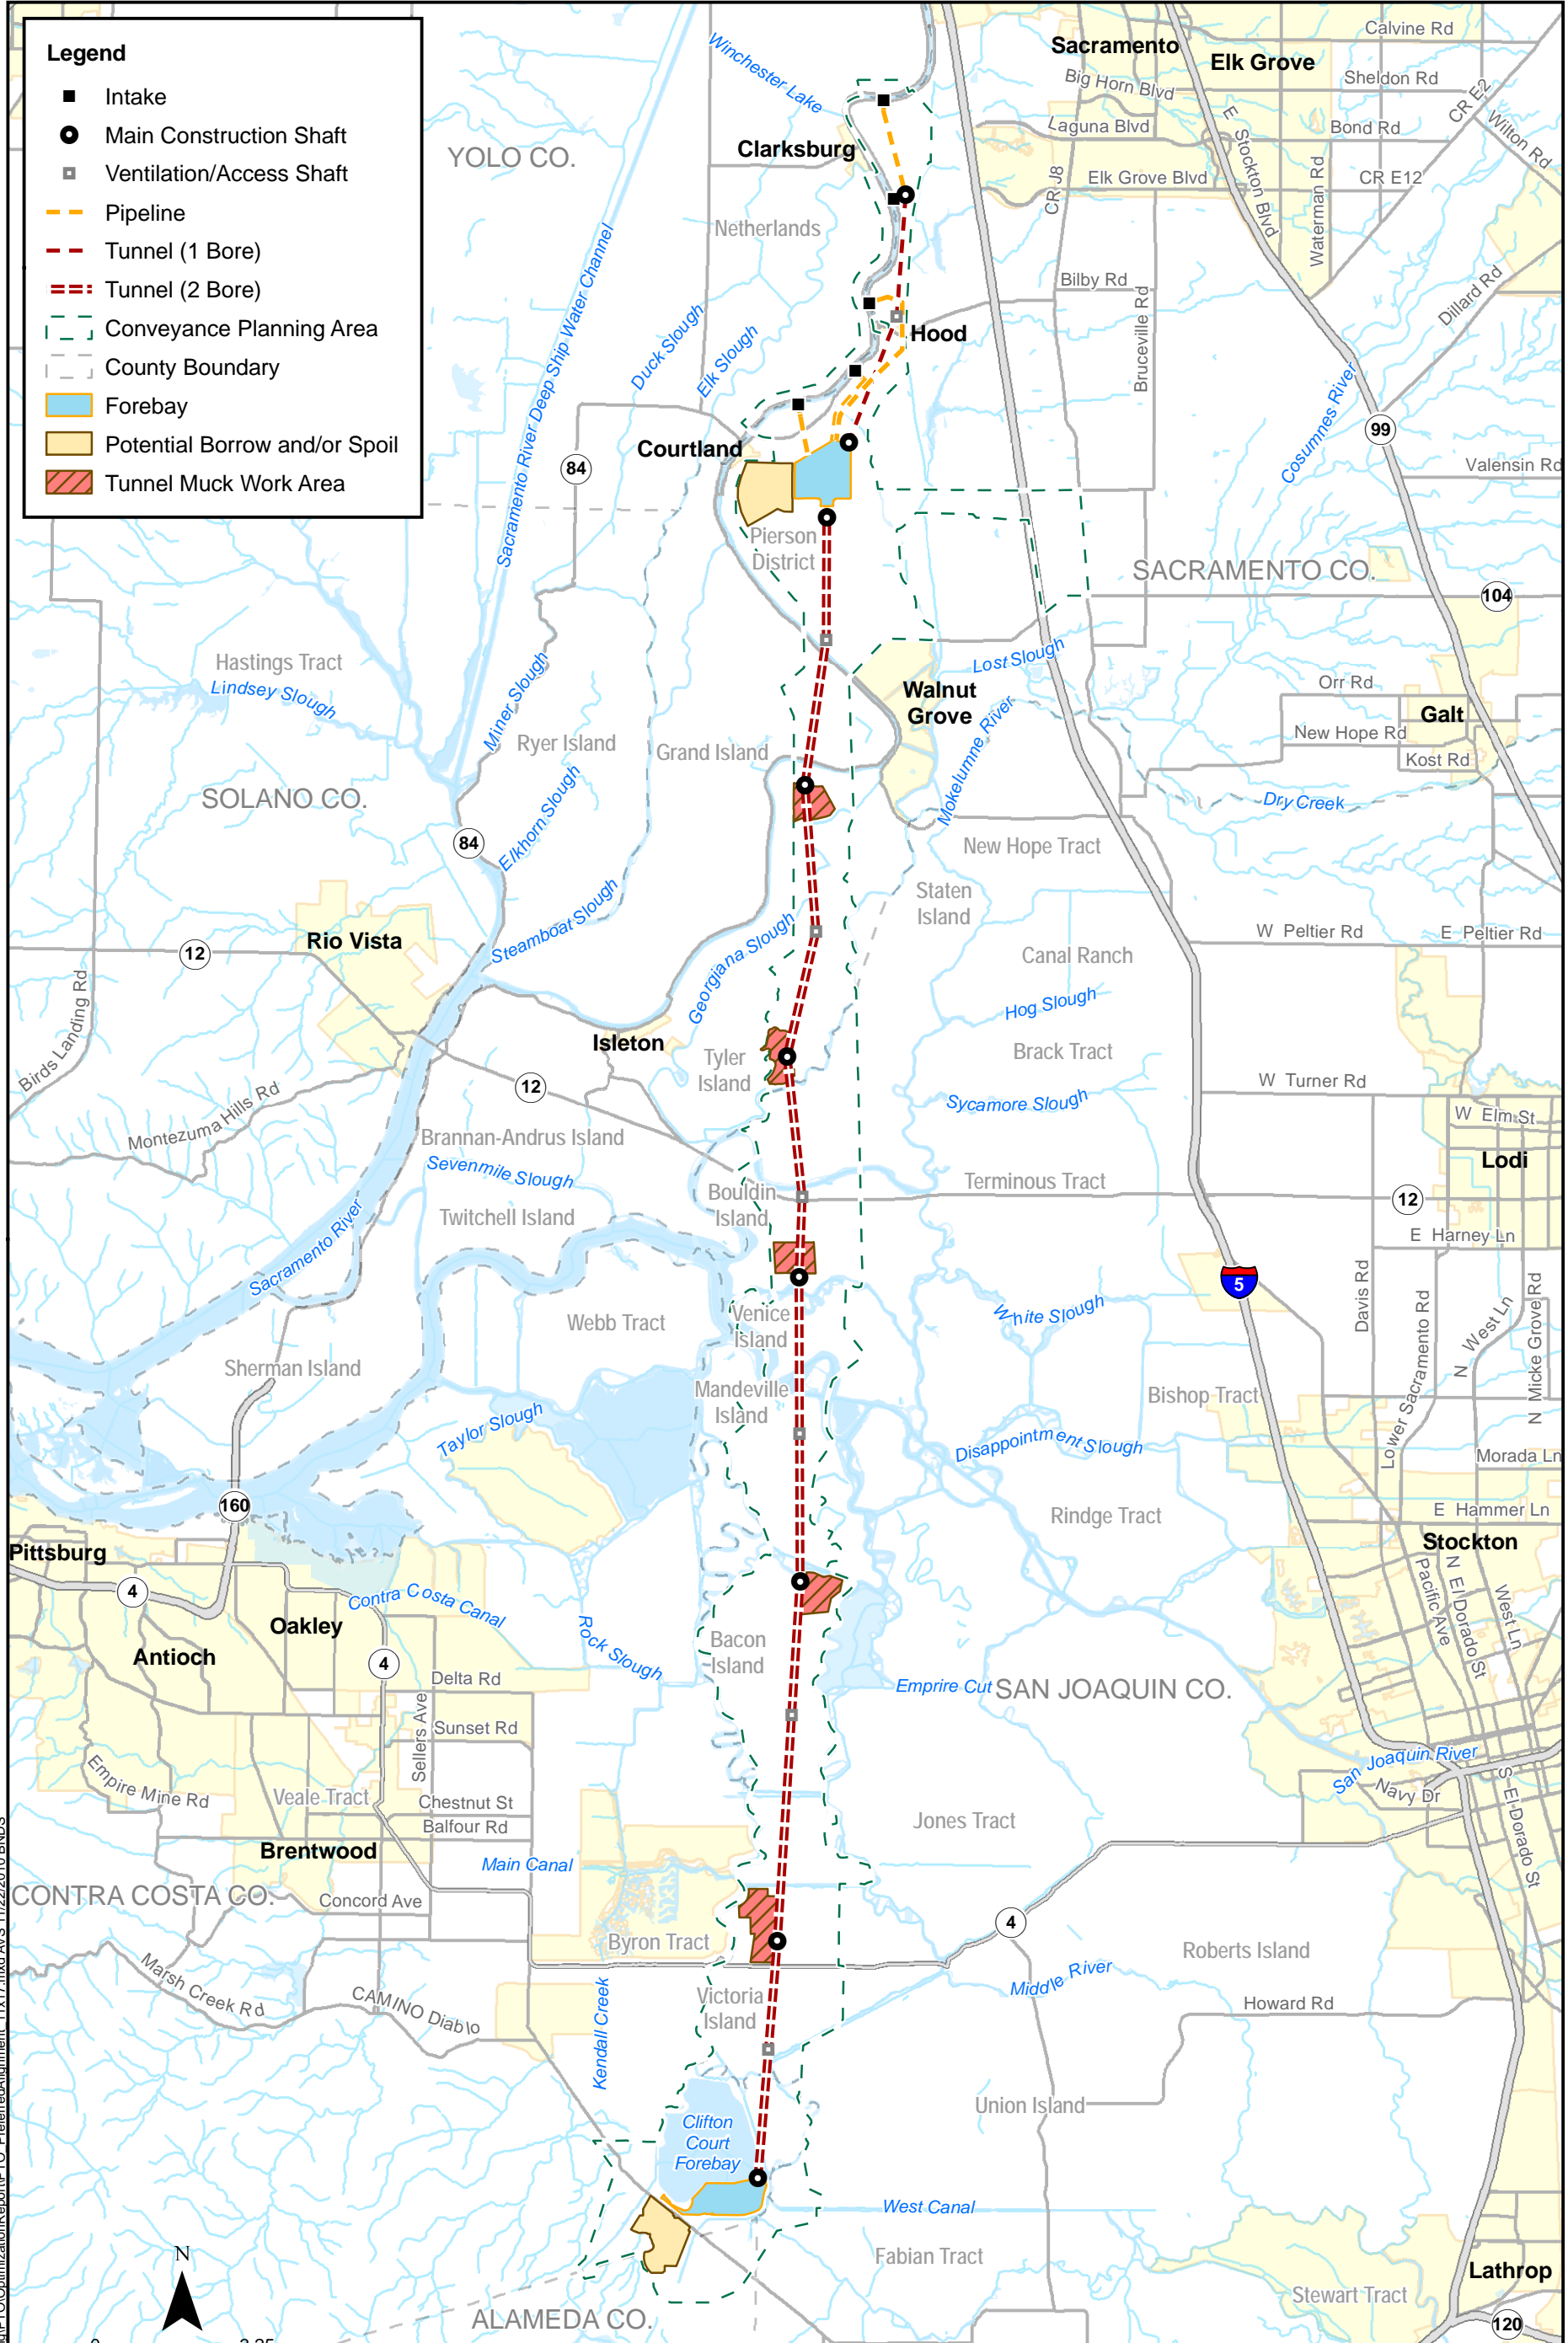 Legend
Intake
Main Construction Shaft
Ventilation/Access Shaft
Pipeline
Tunnel (1 Bore)
Tunnel (2 Bore)
Conveyance Planning Area
County Boundary
Forebay
Potential Borrow and/or Spoil
Tunnel Muck Work Area
Winchester Lake
Sacramento
Elk Grove
Calvine Rd
Big Horn Blvd
Sheldon Rd
CR E2
Laguna Blvd
E Stockton Blvd
Bond Rd
Wilton Rd
YOLO CO.
Clarksburg
CR J8
Elk Grove Blvd
Waterman Rd
CR E12
Netherlands
Sacramento River Deep Ship Water Channel
Bilby Rd
Bruceville Rd
Dillard Rd
Duck Slough
Elk Slough
Hood
Cosumnes River
99
Courtland
84
Valensin Rd
Pierson
District
SACRAMENTO CO.
104
Hastings Tract
Lindsey Slough
Miner Slough
Lost Slough
Walnut
Grove
Orr Rd
Galt
Ryer Island
Grand Island
Mokelumne River
New Hope Rd
Kost Rd
SOLANO CO.
Elkhorn Slough
Dry Creek
84
New Hope Tract
Staten
Island
Steamboat Slough
Georgiana Slough
Rio Vista
12
W Peltier Rd
E Peltier Rd
Canal Ranch
Birds Landing Rd
Hog Slough
Isleton
Tyler
Island
Brack Tract
12
W Turner Rd
Montezuma Hills Rd
Sycamore Slough
W Elm St
Brannan-Andrus Island
Lodi
Sevenmile Slough
Terminous Tract
Bouldin
Island
12
Twitchell Island
Sacramento River
E Harney Ln
5
Davis Rd
White Slough
Webb Tract
Venice
Island
N West Ln
N Micke Grove Rd
Lower Sacramento Rd
Sherman Island
Mandeville
Island
Bishop Tract
Taylor Slough
Disappointment Slough
Morada Ln
160
Rindge Tract
E Hammer Ln
Stockton
Pittsburg
4
Contra Costa Canal
Pacific Ave
N El Dorado St
West Ln
Oakley
Rock Slough
Bacon
Island
Antioch
4
Delta Rd
Emprire Cut
SAN JOAQUIN CO.
Sellers Ave
Sunset Rd
San Joaquin River
Empire Mine Rd
Veale Tract
Navy Dr
S El Dorado St
Chestnut St
Balfour Rd
Jones Tract
Brentwood
Main Canal
CONTRA COSTA CO.
Concord Ave
4
Byron Tract
Roberts Island
Marsh Creek Rd
CAMINO Diablo
Kendall Creek
Victoria
Island
Middle River
Howard Rd
Union Island
Clifton
Court
Forebay
West Canal
Fabian Tract
N
Lathrop
Stewart Tract
ALAMEDA CO.
120